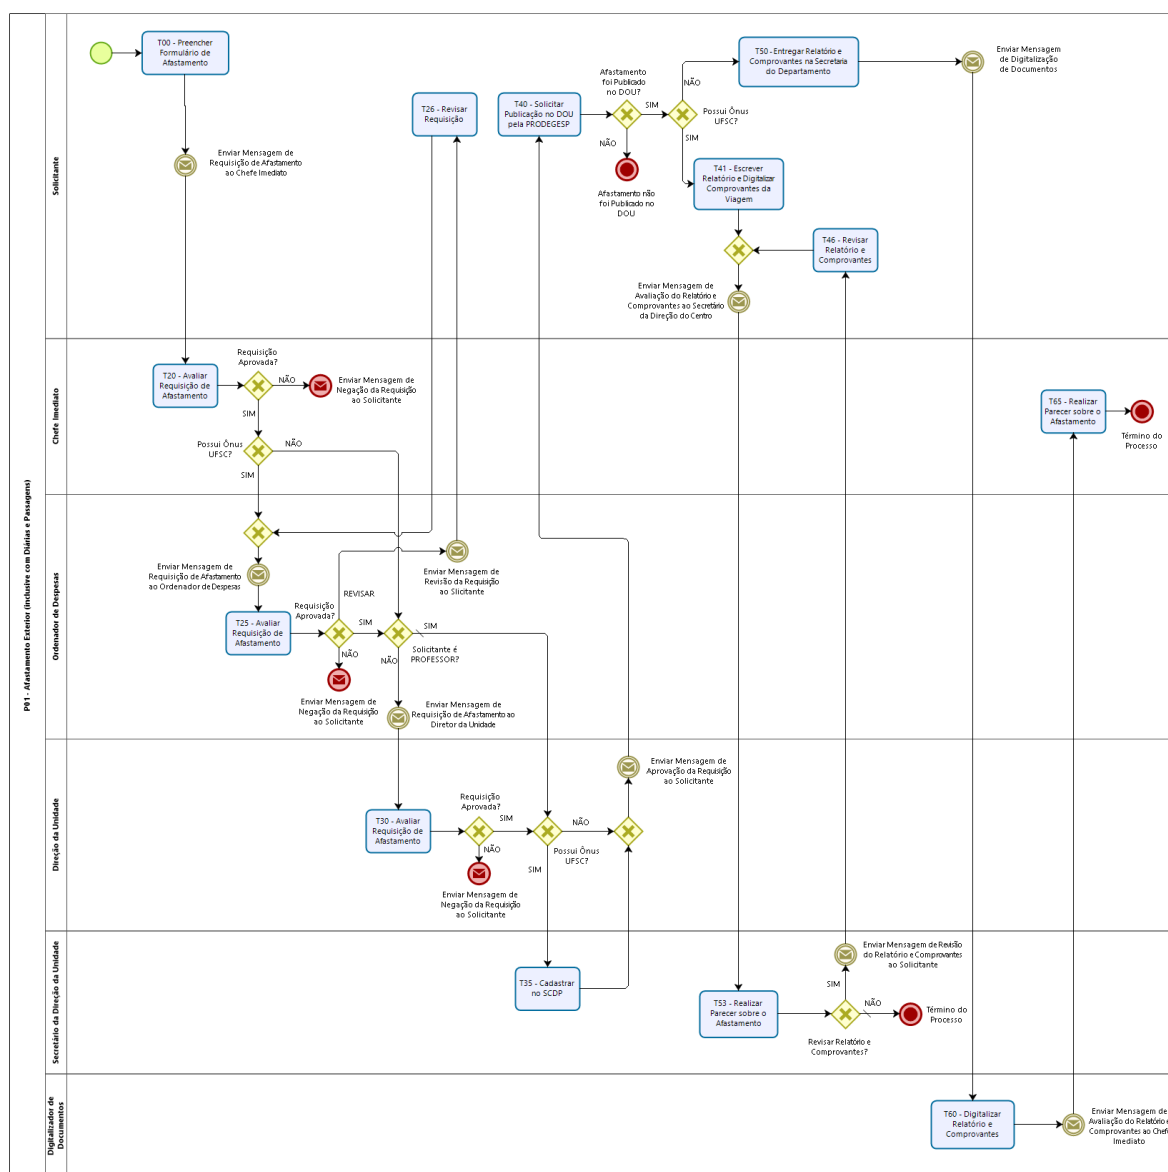 P01 - Afastamento Exterior (inclusive com Diárias e Passagens)
Solicitante
T00 - Preencher
Formulário de
Afastamento
Enviar Mensagem de
Requisição de Afastamento
ao Chefe Imediato
T26 - Revisar
Requisição
T40 - Solicitar
Publicação no DOU
pela PRODEGESP
Afastamento
foi Publicado
no DOU?
SIM
NÃO
Afastamento não
foi Publicado no
DOU
Possui Ônus
UFSC?
NÃO
SIM
T50 - Entregar Relatório e
Comprovantes na Secretaria
do Departamento
Enviar Mensagem
de Digitalização
de Documentos
T41 - Escrever
Relatório e Digitalizar
Comprovantes da
Viagem
T46 - Revisar
Relatório e
Comprovantes
Enviar Mensagem de
Avaliação do Relatório e
Comprovantes ao Secretário
da Direção do Centro
Chefe Imediato
T20 - Avaliar
Requisição de
Afastamento
Requisição
Aprovada?
NÃO
Enviar Mensagem de
Negação da Requisição
ao Solicitante
SIM
Possui Ônus
UFSC?
NÃO
SIM
T65 - Realizar
Parecer sobre o
Afastamento
Término do
Processo
Ordenador de Despesas
Enviar Mensagem de
Requisição de Afastamento
ao Ordenador de Despesas
T25 - Avaliar
Requisição de
Afastamento
Requisição
Aprovada?
REVISAR
Enviar Mensagem de
Revisão da Requisição
ao Slicitante
SIM
NÃO
Enviar Mensagem de
Negação da Requisição
ao Solicitante
SIM
Solicitante é
PROFESSOR?
NÃO
Enviar Mensagem de
Requisição de Afastamento ao
Diretor da Unidade
Direção da Unidade
Enviar Mensagem de
Aprovação da Requisição
ao Solicitante
T30 - Avaliar
Requisição de
Afastamento
Requisição
Aprovada?
SIM
NÃO
Enviar Mensagem de
Negação da Requisição
ao Solicitante
NÃO
Possui Ônus
UFSC?
SIM
Secretário da Direção da Unidade
T35 - Cadastrar
no SCDP
T53 - Realizar
Parecer sobre o
Afastamento
Enviar Mensagem de Revisão
do Relatório e Comprovantes
ao Solicitante
SIM
NÃO
Término do
Processo
Revisar Relatório e
Comprovantes?
Digitalizador de
Documentos
T60 - Digitalizar
Relatório e
Comprovantes
Enviar Mensagem de
Avaliação do Relatório e
Comprovantes ao Chefe
Imediato